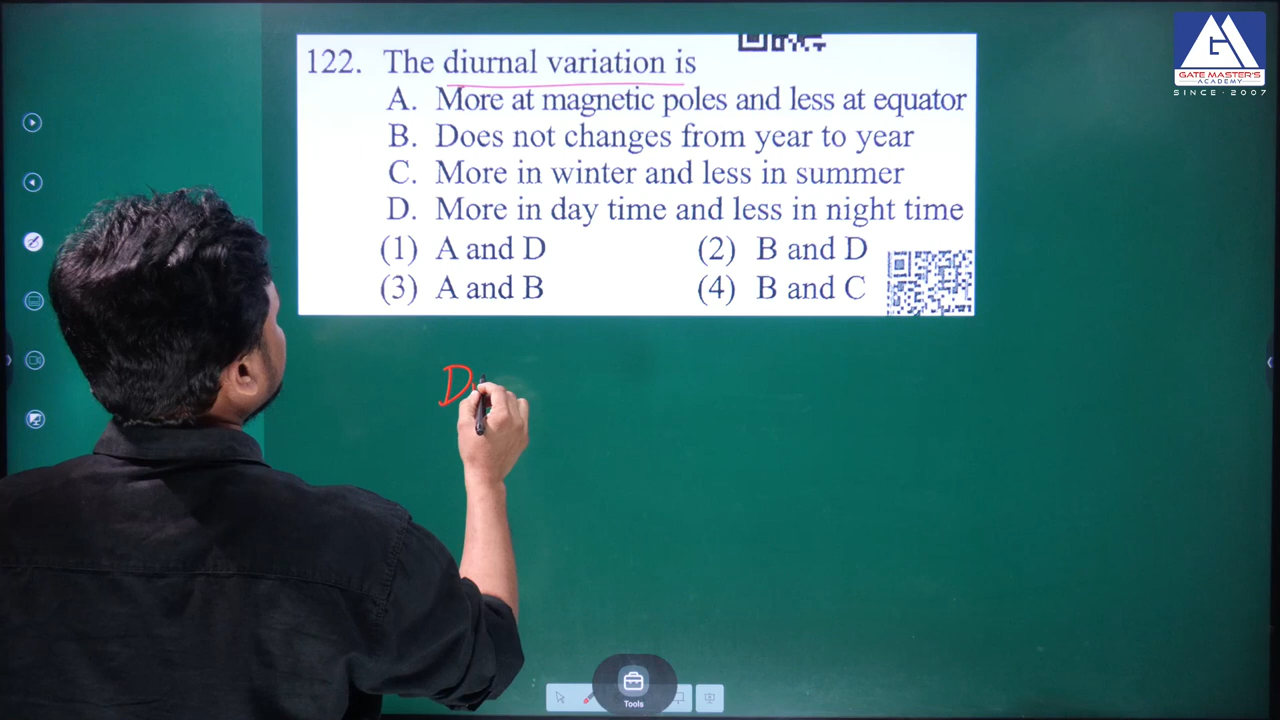 GATE MASTER'S
ACADEMY
SINCE · 2007
122. The diurnal variation is
A. More at magnetic poles and less at equator
B. Does not changes from year to year
C. More in winter and less in summer
D. More in day time and less in night time
(1) A and D (2) B and D
(3) A and B (4) B and C
D
Tools